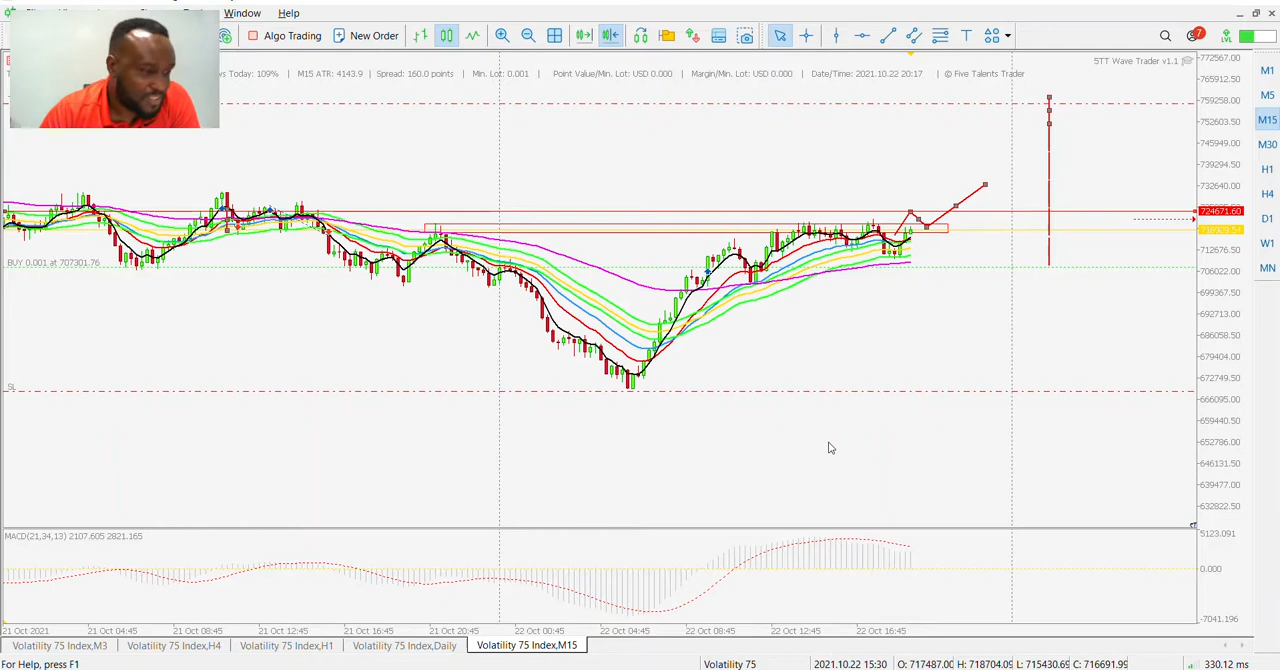 Window Help
Algo Trading New Order 7 LVL
s Today: 109% | M15 ATR: 4143.9 | Spread: 160.0 points | Min. Lot: 0.001 | Point Value/Min. Lot: USD 0.000 | Margin/Min. Lot: USD 0.000 | Date/Time: 2021.10.22 20:17 | © Five Talents Trader
5TT Wave Trader v1.1
772567.00
765912.50
759258.00
752603.50
745949.00
739294.50
732640.00
724671.60
718909.54
712676.50
706022.00
699367.50
692713.00
686058.50
679404.00
672749.50
666095.00
659440.50
652786.00
646131.50
639477.00
632822.50
M1
M5
M15
M30
H1
H4
D1
W1
MN
BUY 0.001 at 707301.76
SL
MACD(21,34,13) 2107.605 2821.165
5123.091
0.000
-7041.196
21 Oct 2021 21 Oct 04:45 21 Oct 08:45 21 Oct 12:45 21 Oct 16:45 21 Oct 20:45 22 Oct 00:45 22 Oct 04:45 22 Oct 08:45 22 Oct 12:45 22 Oct 16:45
Volatility 75 Index,M3 Volatility 75 Index,H4 Volatility 75 Index,H1 Volatility 75 Index,Daily Volatility 75 Index,M15
For Help, press F1 Volatility 75 2021.10.22 15:30 O: 717487.00 H: 718704.09 L: 715430.69 C: 716691.99 330.12 ms